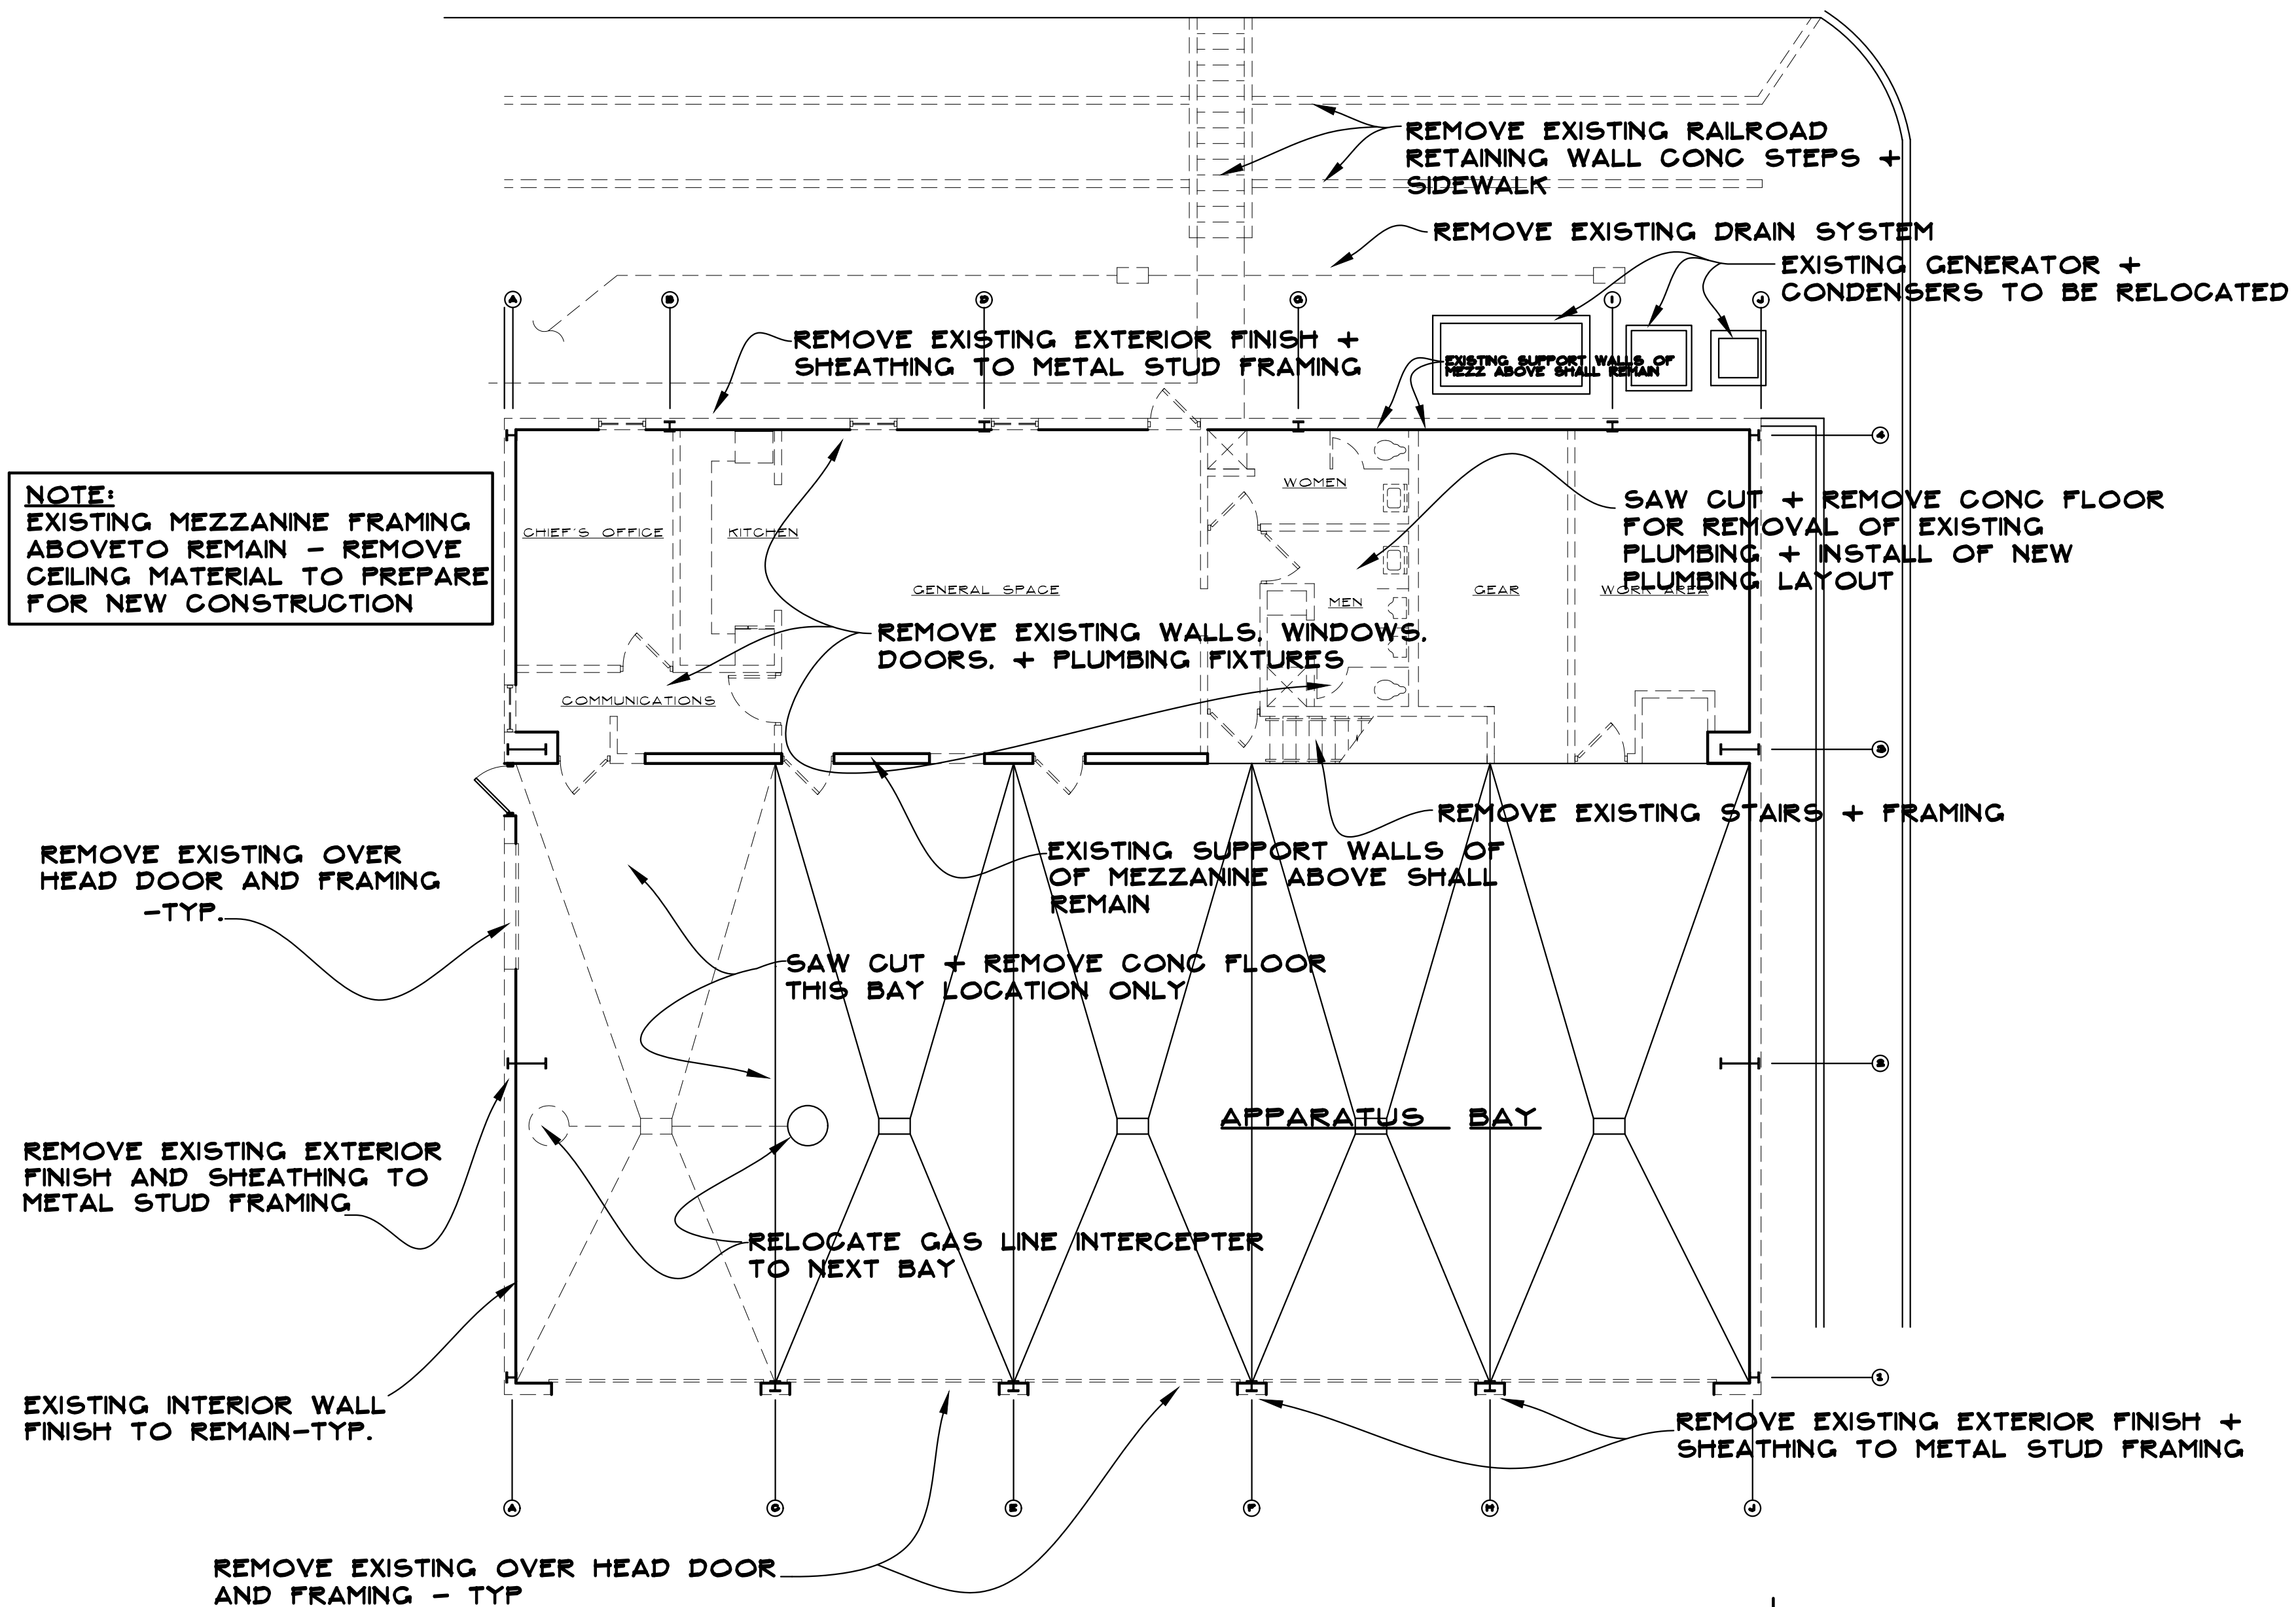 REMOVE EXISTING RAILROAD
RETAINING WALL CONC STEPS +
SIDEWALK
REMOVE EXISTING DRAIN SYSTEM
EXISTING GENERATOR +
CONDENSERS TO BE RELOCATED
A
B
D
G
I
J
REMOVE EXISTING EXTERIOR FINISH +
SHEATHING TO METAL STUD FRAMING
EXISTING SUPPORT WALLS OF
MEZZ ABOVE SHALL REMAIN
4
NOTE:
EXISTING MEZZANINE FRAMING
ABOVETO REMAIN - REMOVE
CEILING MATERIAL TO PREPARE
FOR NEW CONSTRUCTION
CHIEF'S OFFICE
KITCHEN
GENERAL SPACE
WOMEN
MEN
GEAR
WORK AREA
SAW CUT + REMOVE CONC FLOOR
FOR REMOVAL OF EXISTING
PLUMBING + INSTALL OF NEW
PLUMBING LAYOUT
REMOVE EXISTING WALLS, WINDOWS,
DOORS, + PLUMBING FIXTURES
COMMUNICATIONS
3
REMOVE EXISTING STAIRS + FRAMING
REMOVE EXISTING OVER
HEAD DOOR AND FRAMING
-TYP.
EXISTING SUPPORT WALLS OF
OF MEZZANINE ABOVE SHALL
REMAIN
SAW CUT + REMOVE CONC FLOOR
THIS BAY LOCATION ONLY
2
APPARATUS BAY
REMOVE EXISTING EXTERIOR
FINISH AND SHEATHING TO
METAL STUD FRAMING
RELOCATE GAS LINE INTERCEPTER
TO NEXT BAY
1
EXISTING INTERIOR WALL
FINISH TO REMAIN-TYP.
REMOVE EXISTING EXTERIOR FINISH +
SHEATHING TO METAL STUD FRAMING
A
E
F
H
J
REMOVE EXISTING OVER HEAD DOOR
AND FRAMING - TYP